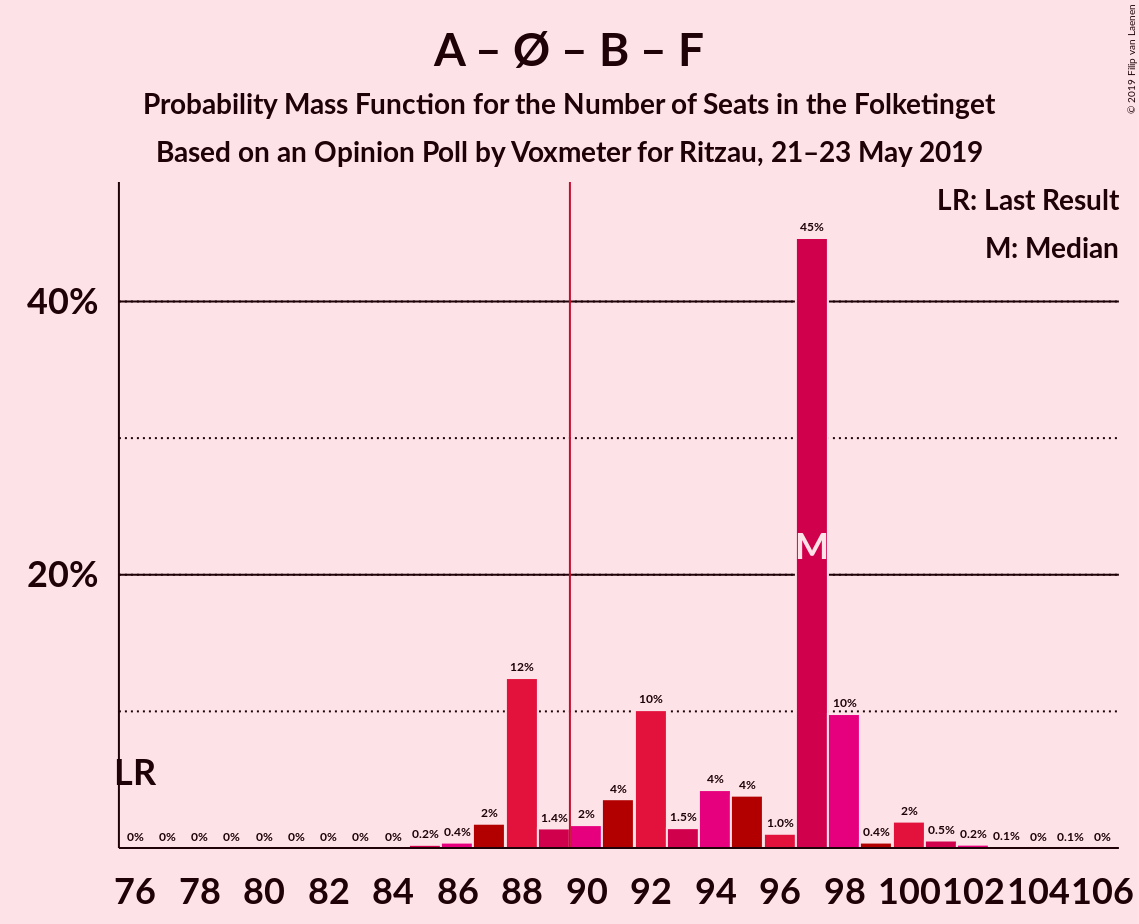 A – Ø – B – F
Probability Mass Function for the Number of Seats in the Folketinget
Based on an Opinion Poll by Voxmeter for Ritzau, 21–23 May 2019
© 2019 Filip van Laenen
LR: Last Result
M: Median
40%
20%
LR
M
0% 0% 0% 0% 0% 0% 0% 0% 0% 0.2% 0.4% 2% 12% 1.4% 2% 4% 10% 1.5% 4% 4% 1.0% 45% 10% 0.4% 2% 0.5% 0.2% 0.1% 0% 0.1% 0%
76 78 80 82 84 86 88 90 92 94 96 98 100 102 104 106